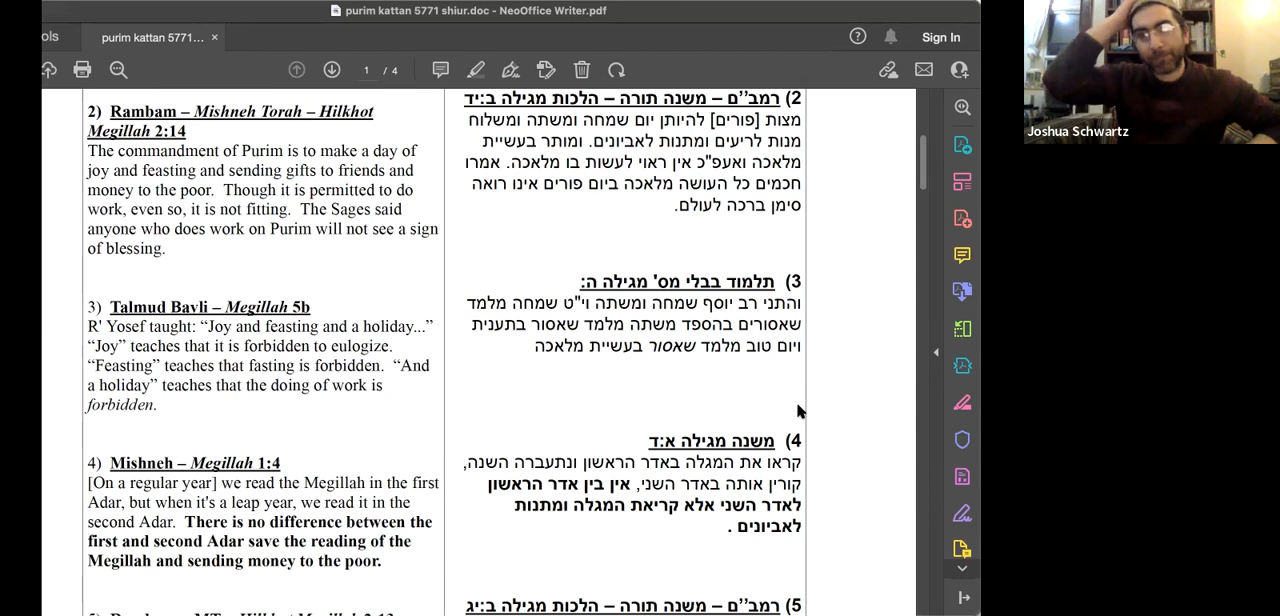 purim kattan 5771 shiur.doc - NeoOffice Writer.pdf
ols
purim kattan 5771... ×
Sign In
1 / 4
2) Rambam – Mishneh Torah – Hilkhot
Megillah 2:14
The commandment of Purim is to make a day of
joy and feasting and sending gifts to friends and
money to the poor. Though it is permitted to do
work, even so, it is not fitting. The Sages said
anyone who does work on Purim will not see a sign
of blessing.
3) Talmud Bavli – Megillah 5b
R' Yosef taught: “Joy and feasting and a holiday...”
“Joy” teaches that it is forbidden to eulogize.
“Feasting” teaches that fasting is forbidden. “And
a holiday” teaches that the doing of work is
forbidden.
4) Mishneh – Megillah 1:4
[On a regular year] we read the Megillah in the first
Adar, but when it's a leap year, we read it in the
second Adar. There is no difference between the
first and second Adar save the reading of the
Megillah and sending money to the poor.
2) רמב''ם – משנה תורה – הלכות מגילה ב:יד
מצות [פורים] להיותן יום שמחה ומשתה ומשלוח
מנות לריעים ומתנות לאביונים. ומותר בעשיית
מלאכה ואעפ"כ אין ראוי לעשות בו מלאכה. אמרו
חכמים כל העושה מלאכה ביום פורים אינו רואה
סימן ברכה לעולם.
3) תלמוד בבלי מס' מגילה ה:
והתני רב יוסף שמחה ומשתה וי"ט שמחה מלמד
שאסורים בהספד משתה מלמד שאסור בתענית
ויום טוב מלמד שאסור בעשיית מלאכה
4) משנה מגילה א:ד
קראו את המגלה באדר הראשון ונתעברה השנה,
קורין אותה באדר השני, אין בין אדר הראשון
לאדר השני אלא קריאת המגלה ומתנות
לאביונים .
5) רמב''ם – משנה תורה – הלכות מגילה ב:יג
Joshua Schwartz